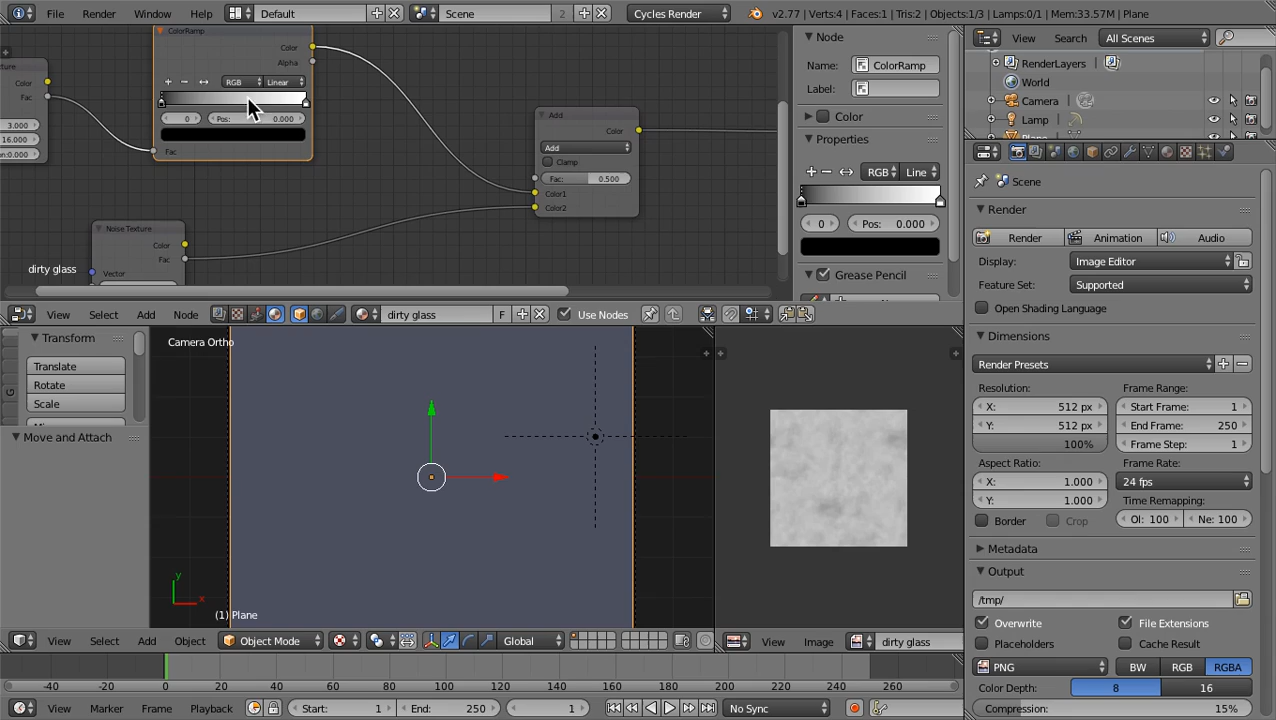 File Render Window Help Default Scene 2 Cycles Render v2.77 | Verts:4 | Faces:1 | Tris:2 | Objects:1/3 | Lamps:0/1 | Mem:33.57M | Plane
ColorRamp
Color
Alpha
RGB Linear
0 Pos: 0.000
Fac
Color
Fac
3.000
16.000
Add
Color
Add
Clamp
Fac: 0.500
Color1
Color2
Noise Texture
Color
Fac
Vector
dirty glass
Node
Name: ColorRamp
Label:
Color
Properties
RGB Line
0 Pos: 0.000
Grease Pencil
View Search All Scenes
RenderLayers
World
Camera
Lamp
Scene
Render
Render Animation Audio
Display: Image Editor
Feature Set: Supported
Open Shading Language
Dimensions
Render Presets
Resolution: Frame Range:
X: 512 px Start Frame: 1
Y: 512 px End Frame: 250
100% Frame Step: 1
Aspect Ratio: Frame Rate:
X: 1.000 24 fps
Y: 1.000 Time Remapping:
Border Crop Ol: 100 Ne: 100
Metadata
Output
/tmp/
Overwrite File Extensions
Placeholders Cache Result
PNG BW RGB RGBA
Color Depth: 8 16
Compression: 15%
View Select Add Node dirty glass F Use Nodes
Transform
Translate
Rotate
Scale
Move and Attach
Camera Ortho
y
x
(1) Plane
View Select Add Object Object Mode Global
View Image dirty glass
-40 -20 0 20 40 60 80 100 120 140 160 180 200 220 240 260
View Marker Frame Playback Start: 1 End: 250 1 No Sync